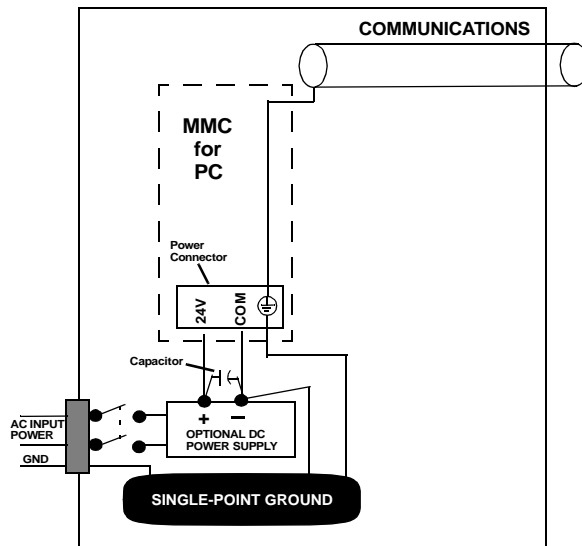 COMMUNICATIONS
MMC
for
PC
Power
Connector
24V
COM
Capacitor
+ −
AC INPUT
POWER
OPTIONAL DC
POWER SUPPLY
GND
SINGLE-POINT GROUND